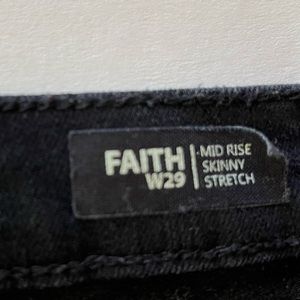 FAITH
W29
MID RISE
SKINNY
STRETCH